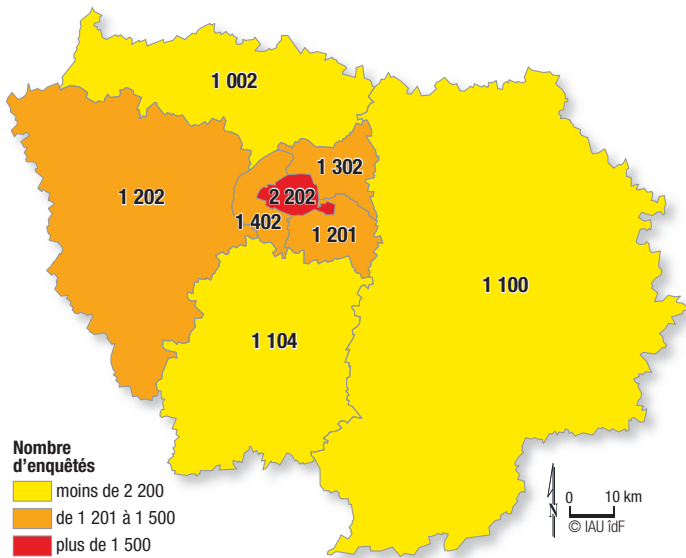 1 002
1 302
1 202
2 202
1 402
1 201
1 100
1 104
Nombre
d'enquêtés
moins de 2 200
de 1 201 à 1 500
plus de 1 500
N
0 10 km
© IAU îdF